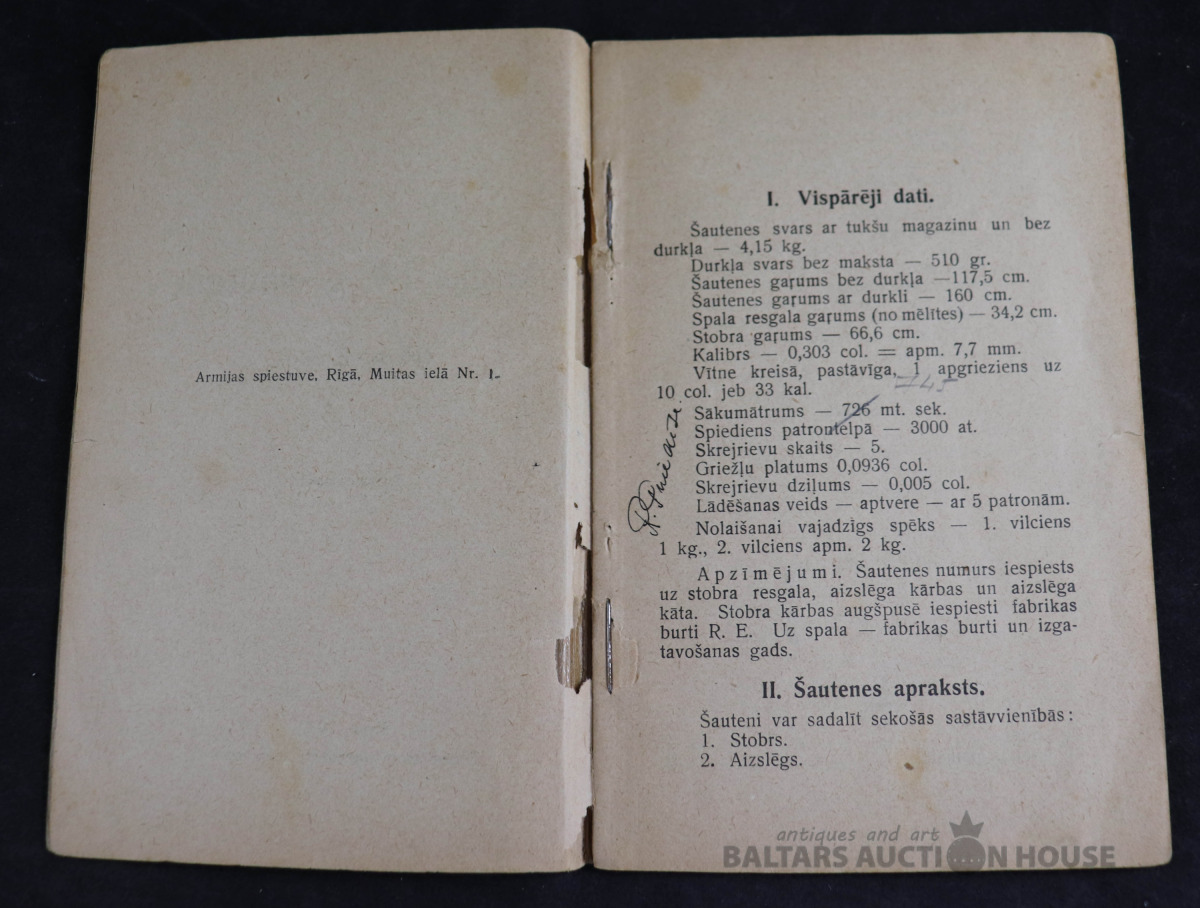 Armijas spiestuve, Rīgā, Muitas ielā Nr. 1.
I. Vispārēji dati.
Šautenes svars ar tukšu magazinu un bez
durkļa — 4,15 kg.
Durkļa svars bez maksta — 510 gr.
Šautenes gaŗums bez durkļa —117,5 cm.
Šautenes gaŗums ar durkli — 160 cm.
Spala resgala gaŗums (no mēlītes) — 34,2 cm.
Stobra gaŗums — 66,6 cm.
Kalibrs — 0,303 col. = apm. 7,7 mm.
Vītne kreisā, pastāvīga, 1 apgrieziens uz
10 col. jeb 33 kal.
745
Sākumātrums — 726 mt. sek.
Spiediens patrontelpā — 3000 at.
Skrejrievu skaits — 5.
Griežļu platums 0,0936 col.
Skrejrievu dziļums — 0,005 col.
Lādēšanas veids — aptvere — ar 5 patronām.
Nolaišanai vajadzīgs spēks — 1. vilciens
1 kg., 2. vilciens apm. 2 kg.
Apzīmējumi. Šautenes numurs iespiests
uz stobra resgala, aizslēga kārbas un aizslēga
kāta. Stobra kārbas augšpusē iespiesti fabrikas
burti R. E. Uz spala — fabrikas burti un izga-
tavošanas gads.
II. Šautenes apraksts.
Šauteni var sadalīt sekošās sastāvvienībās:
1. Stobrs.
2. Aizslēgs.
antiques and art
BALTARS AUCTION HOUSE